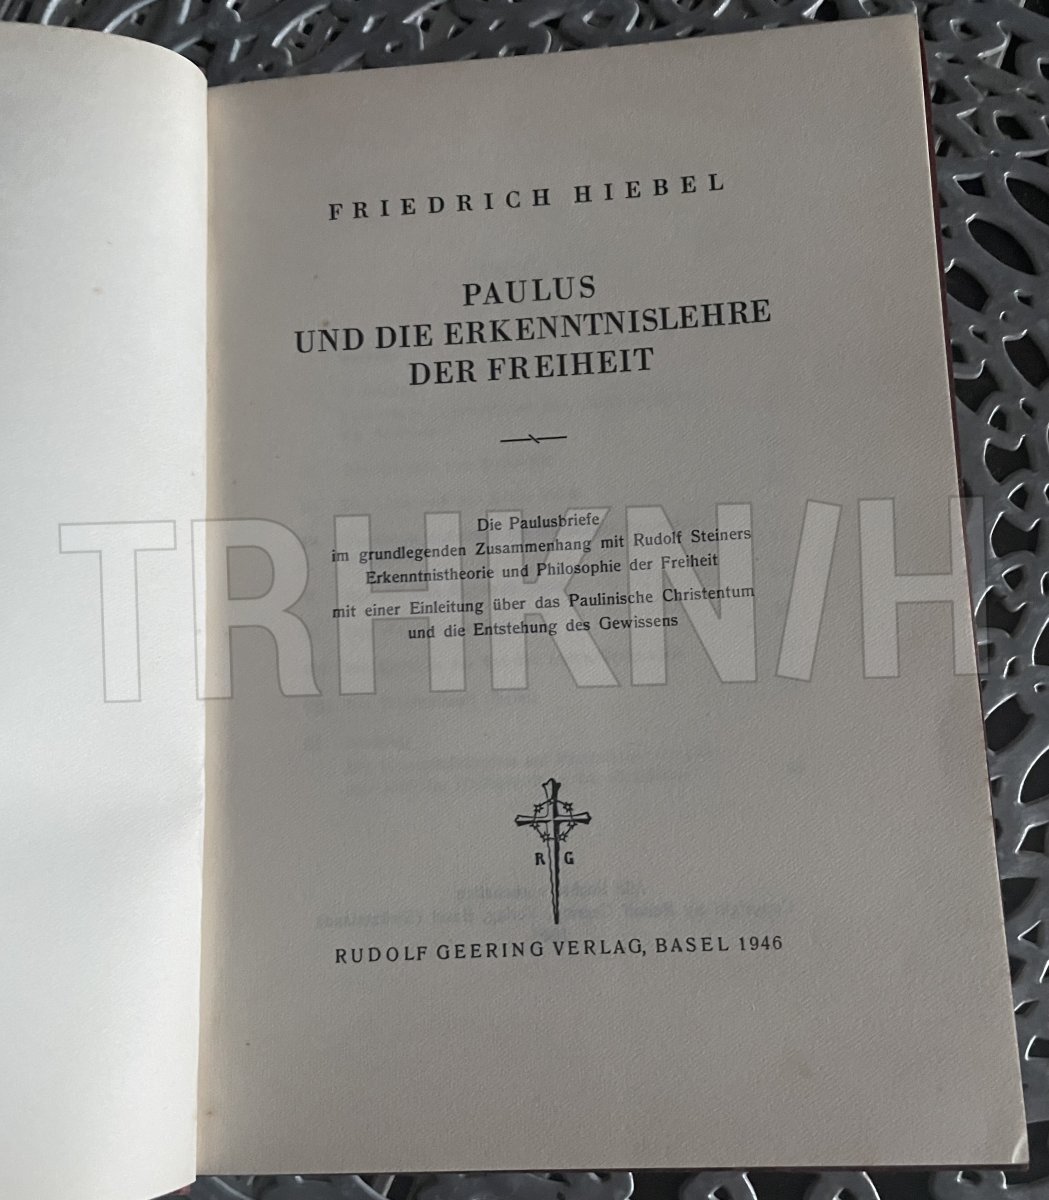 FRIEDRICH HIEBEL
PAULUS
UND DIE ERKENNTNISLEHRE
DER FREIHEIT
Die Paulusbriefe
im grundlegenden Zusammenhang mit Rudolf Steiners
Erkenntnistheorie und Philosophie der Freiheit
mit einer Einleitung über das Paulinische Christentum
und die Entstehung des Gewissens
TRHKN/H
R G
RUDOLF GEERING VERLAG, BASEL 1946